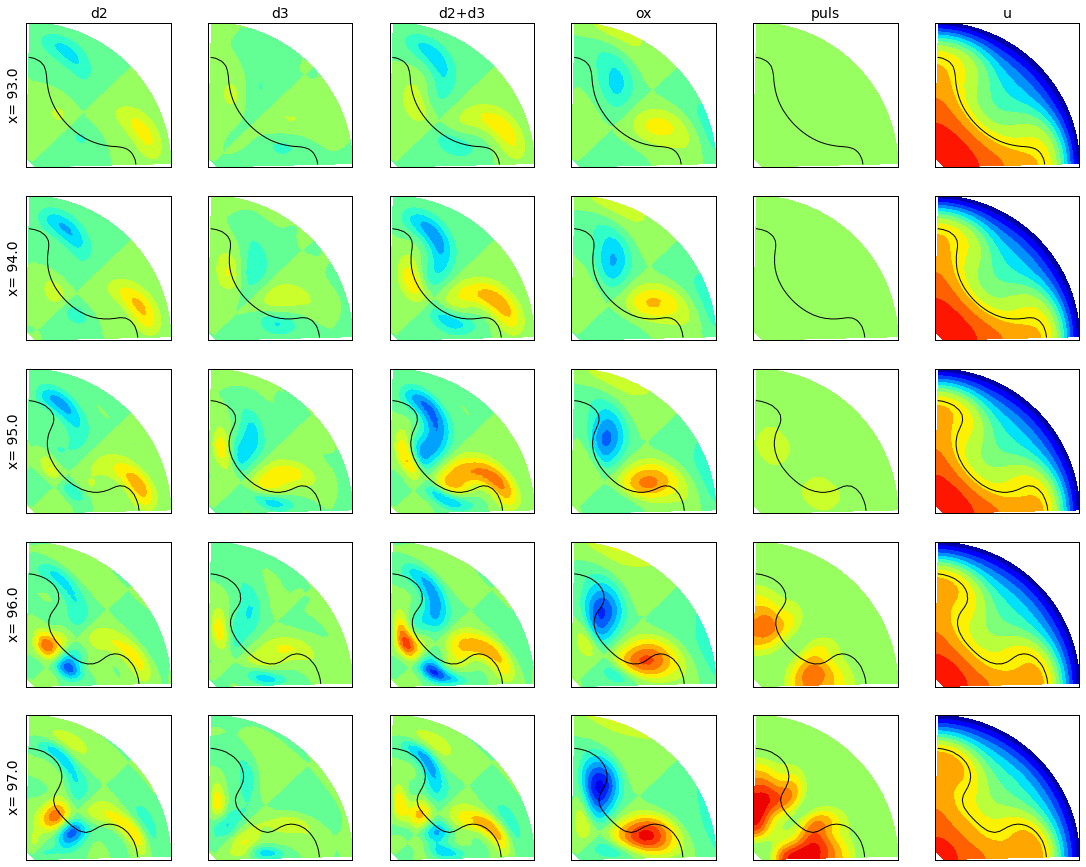 d2 d3 d2+d3 ox puls u
x= 93.0
x= 94.0
x= 95.0
x= 96.0
x= 97.0